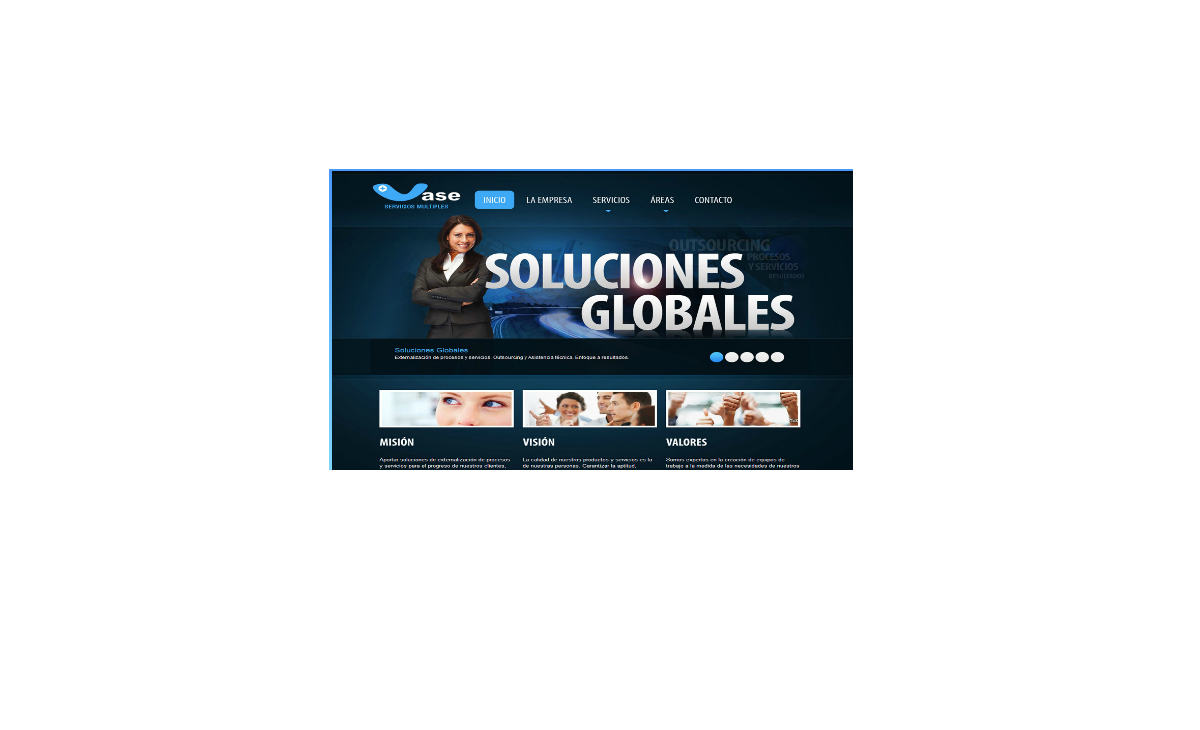 ase
SERVICIOS MULTIPLES
INICIO
LA EMPRESA
SERVICIOS
ÁREAS
CONTACTO
OUTSOURCING
PROCESOS
Y SERVICIOS
RESULTADOS
SOLUCIONES
GLOBALES
Soluciones Globales
Externalización de procesos y servicios. Outsourcing y Asistencia técnica. Enfoque a resultados.
MISIÓN
Aportar soluciones de externalización de procesos
y servicios para el progreso de nuestros clientes.
VISIÓN
La calidad de nuestros productos y servicios es la
de nuestras personas. Garantizar la aptitud,
VALORES
Somos expertos en la creación de equipos de
trabajo a la medida de las necesidades de nuestros